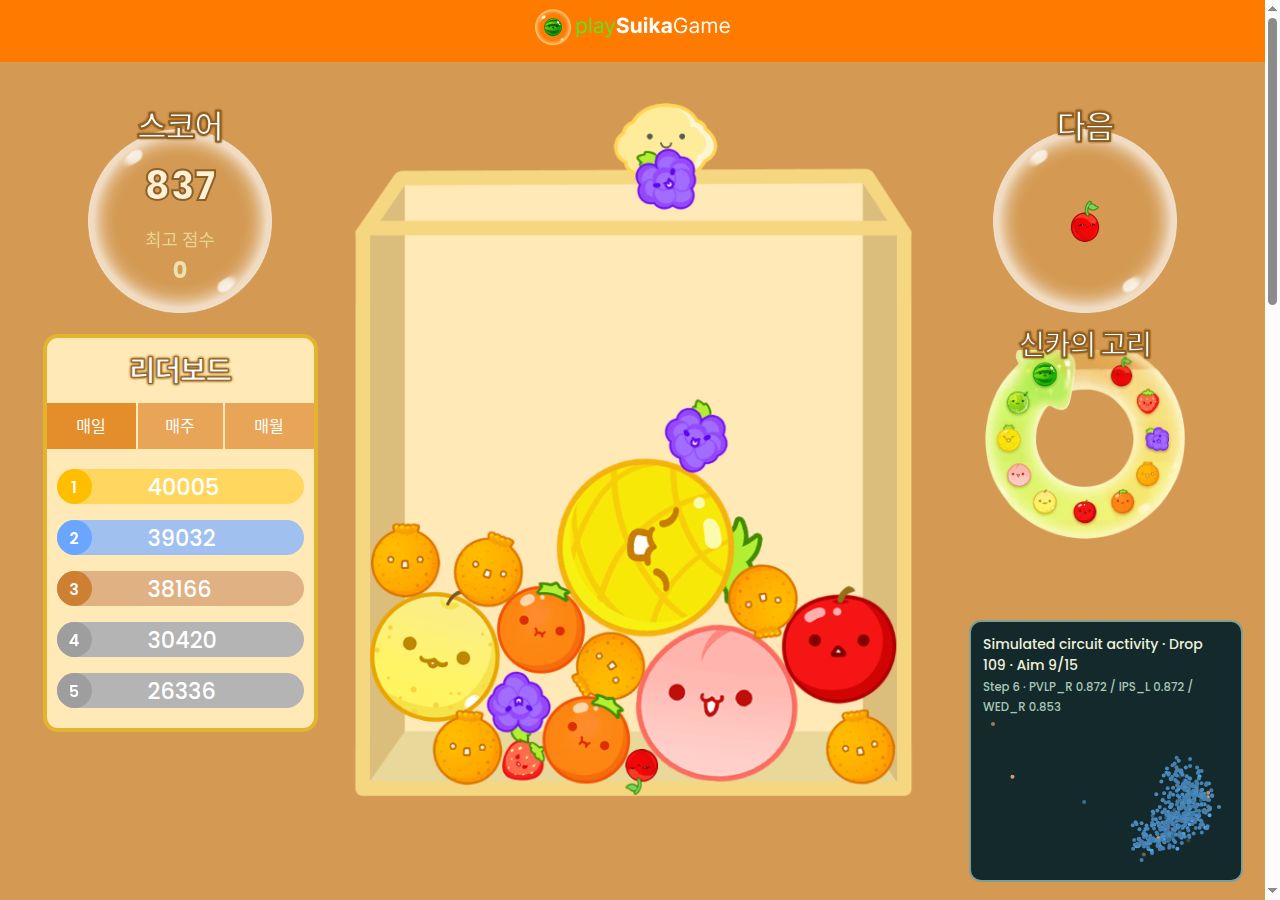 playSuikaGame
스코어
837
최고 점수
0
다음
신카의 고리
리더보드
매일 매주 매월
1 40005
2 39032
3 38166
4 30420
5 26336
Simulated circuit activity · Drop
109 · Aim 9/15
Step 6 · PVLP_R 0.872 / IPS_L 0.872 /
WED_R 0.853